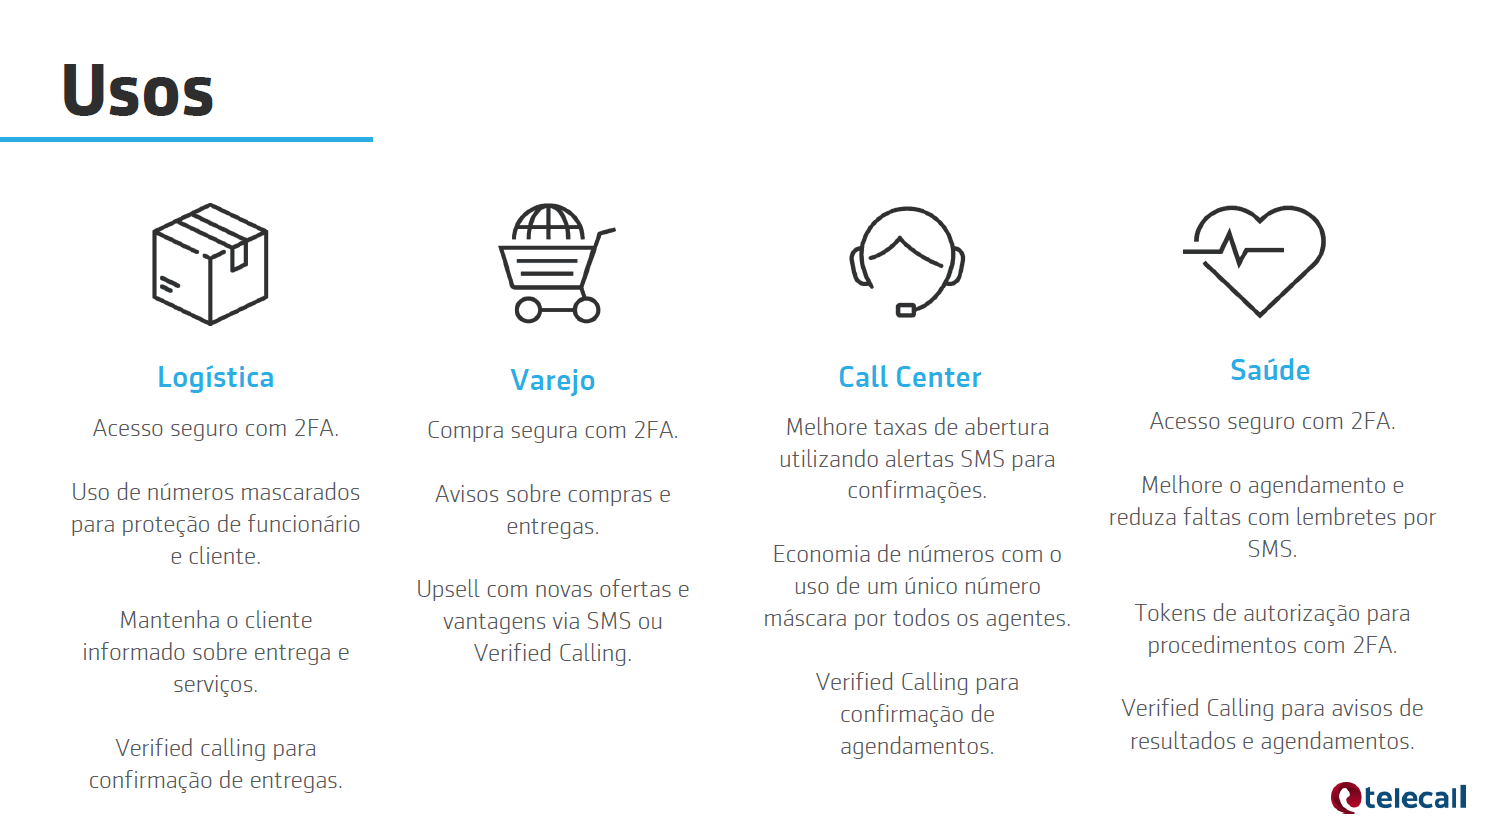 Usos
Logística
Acesso seguro com 2FA.
Uso de números mascarados
para proteção de funcionário
e cliente.
Mantenha o cliente
informado sobre entrega e
serviços.
Verified calling para
confirmação de entregas.
Varejo
Compra segura com 2FA.
Avisos sobre compras e
entregas.
Upsell com novas ofertas e
vantagens via SMS ou
Verified Calling.
Call Center
Melhore taxas de abertura
utilizando alertas SMS para
confirmações.
Economia de números com o
uso de um único número
máscara por todos os agentes.
Verified Calling para
confirmação de
agendamentos.
Saúde
Acesso seguro com 2FA.
Melhore o agendamento e
reduza faltas com lembretes por
SMS.
Tokens de autorização para
procedimentos com 2FA.
Verified Calling para avisos de
resultados e agendamentos.
telecall